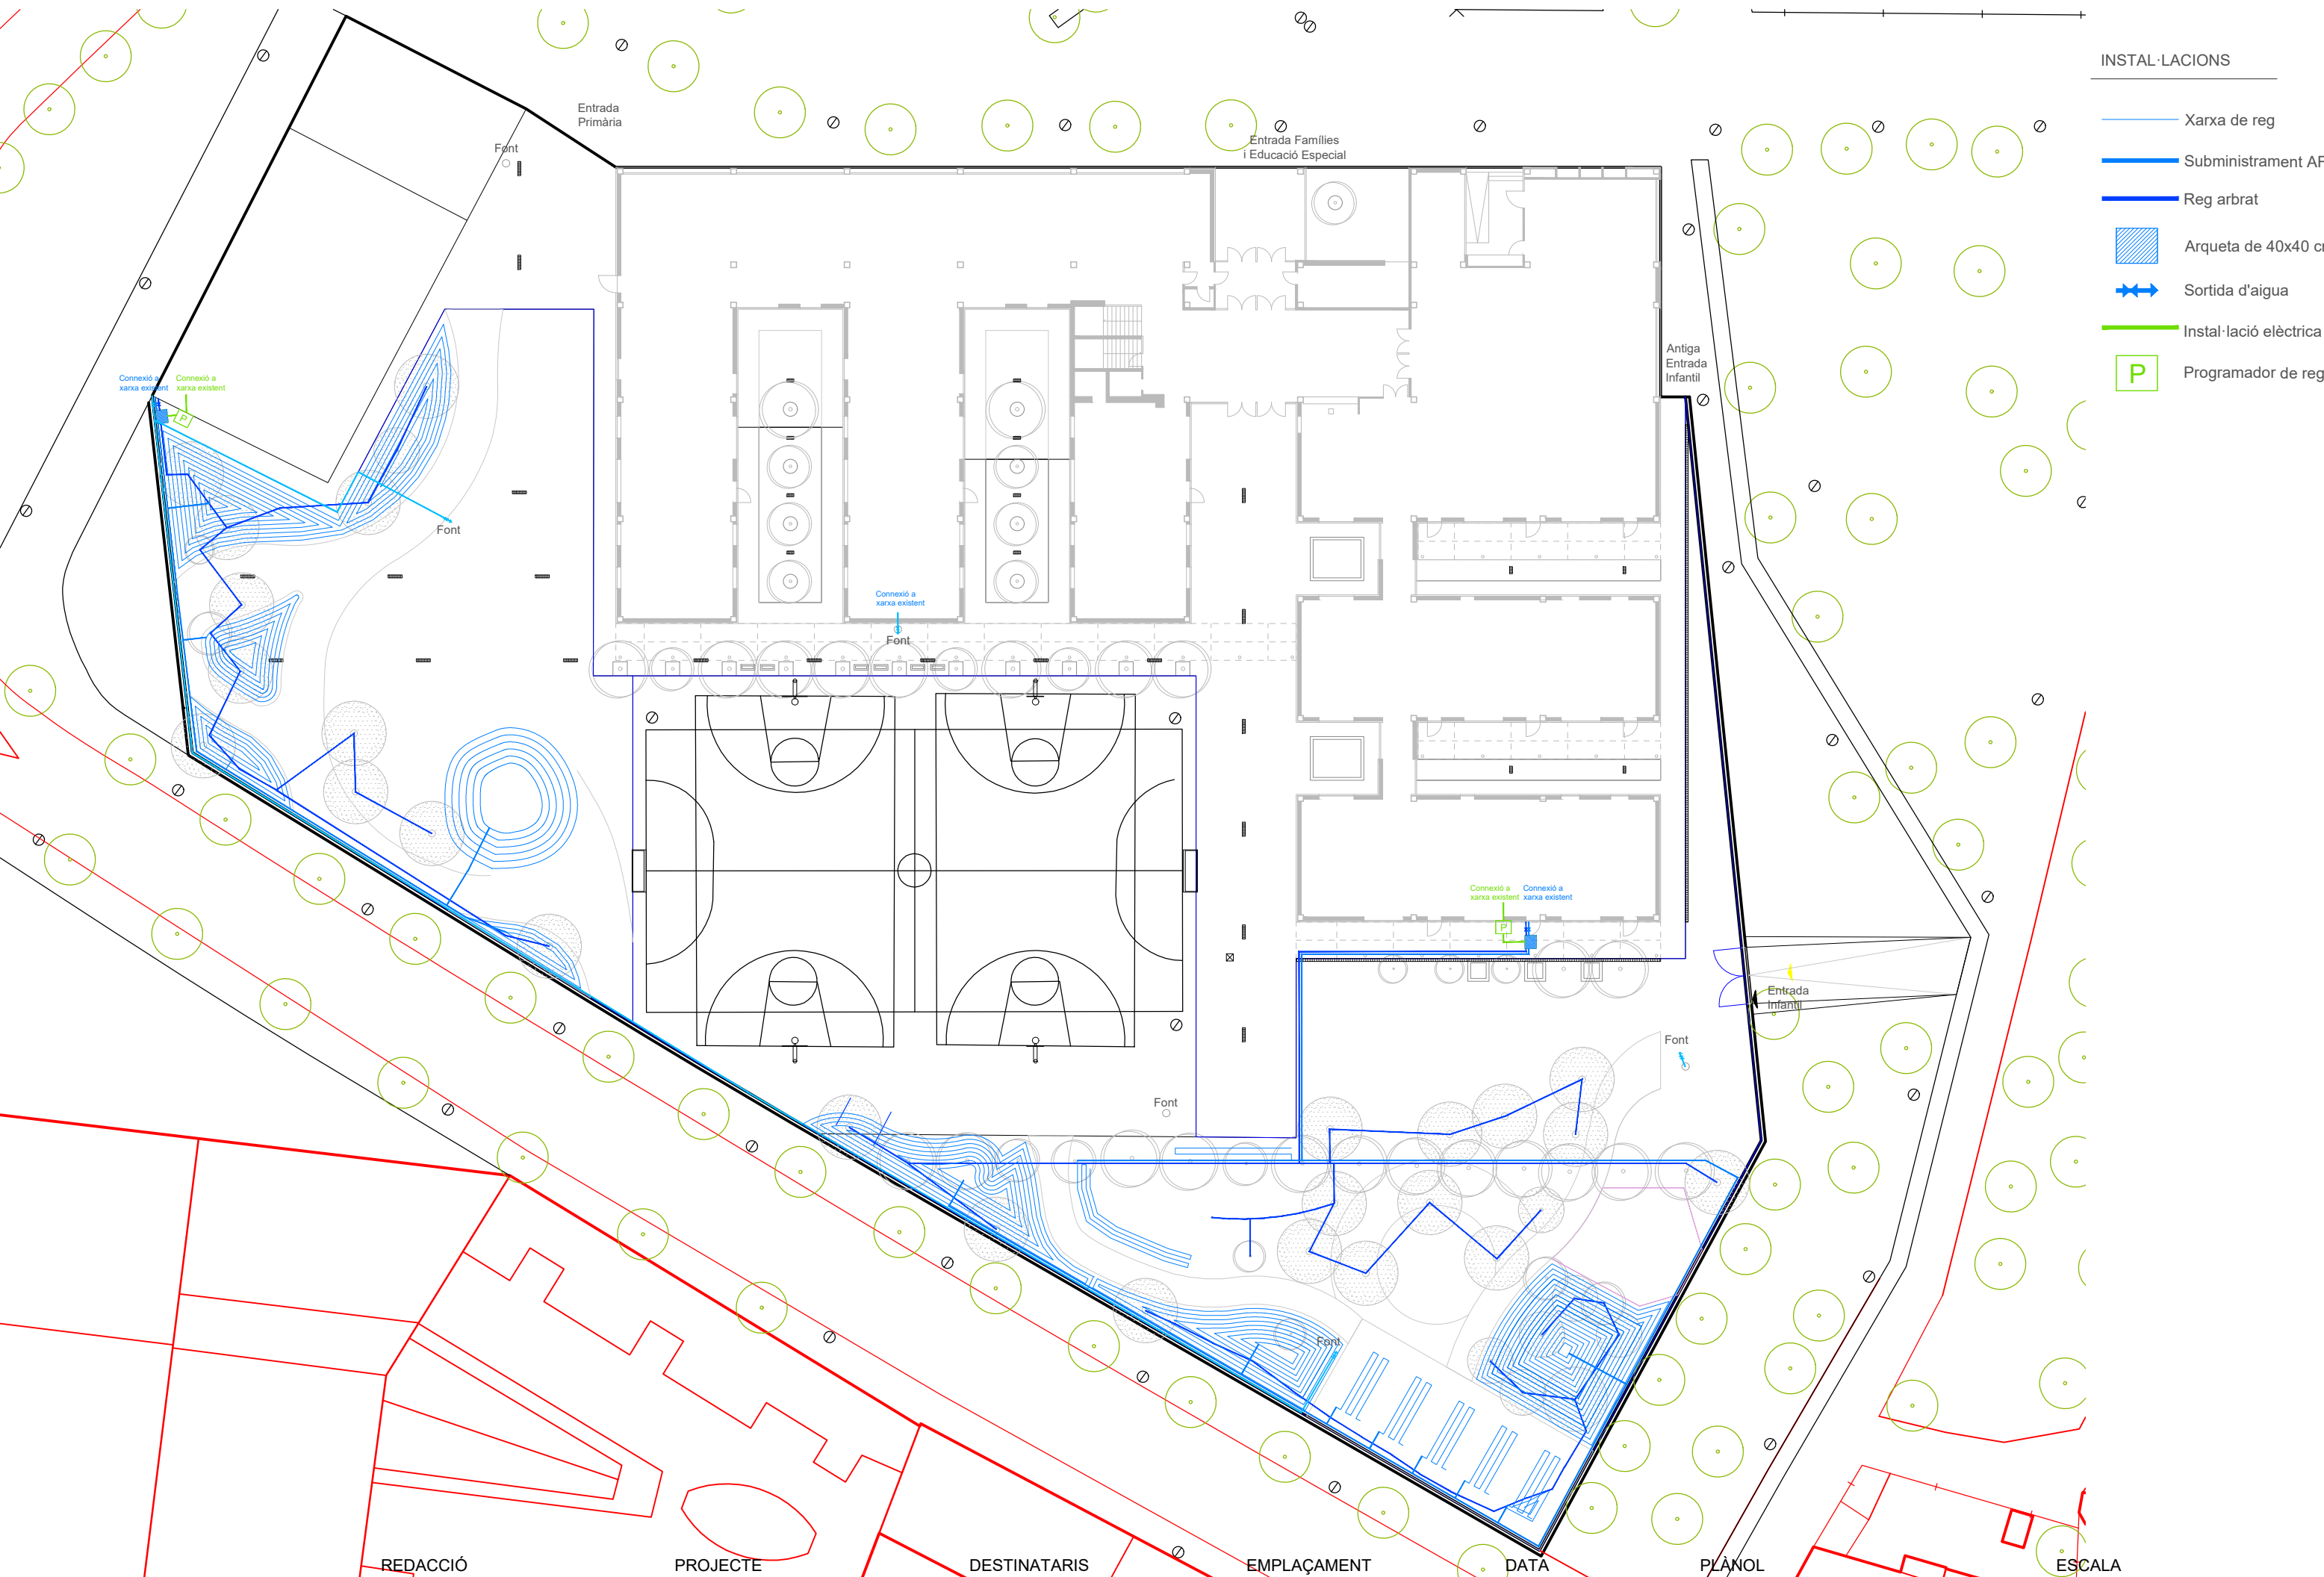 INSTAL·LACIONS
Xarxa de reg
Subministrament AF
Reg arbrat
Arqueta de 40x40 c
Sortida d'aigua
Instal·lació elèctrica
P
Programador de reg
Entrada
Primària
Font
Entrada Famílies
i Educació Especial
Antiga
Entrada
Infantil
Connexió a
xarxa existent
Connexió a
xarxa existent
P
Font
Connexió a
xarxa existent
Font
Connexió a
xarxa existent
Connexió a
xarxa existent
P
Entrada
Infantil
Font
Font
Font
REDACCIÓ
PROJECTE
DESTINATARIS
EMPLAÇAMENT
DATA
PLÀNOL
ESCALA